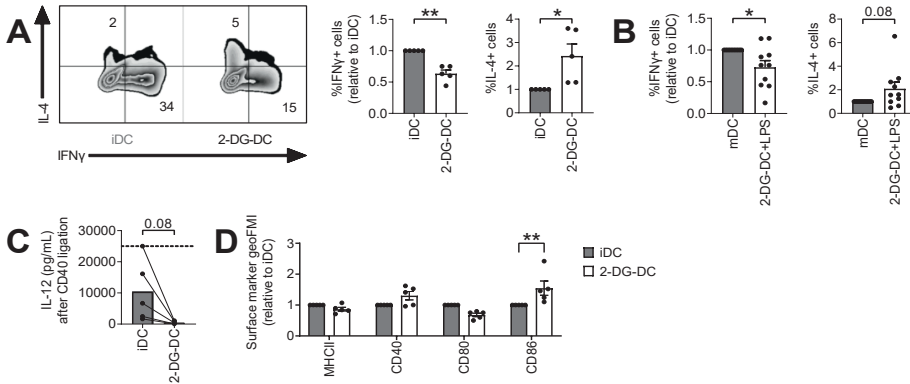 A
IL-4
2
34
5
15
iDC
2-DG-DC
IFNγ
%IFNγ+ cells
(relative to iDC)
1.5
1.0
0.5
0.0
**
iDC
2-DG-DC
%IL-4+ cells
4
3
2
1
0
*
iDC
2-DG-DC
B
%IFNγ+ cells
(relative to iDC)
1.5
1.0
0.5
0.0
*
mDC
2-DG-DC+LPS
%IL-4+ cells
8
6
4
2
0
0.08
mDC
2-DG-DC+LPS
C
IL-12 (pg/mL)
after CD40 ligation
30000
20000
10000
0
0.08
iDC
2-DG-DC
D
Surface marker geoFMI
(relative to iDC)
3
2
1
0
**
MHCII
CD40
CD80
CD86
iDC
2-DG-DC